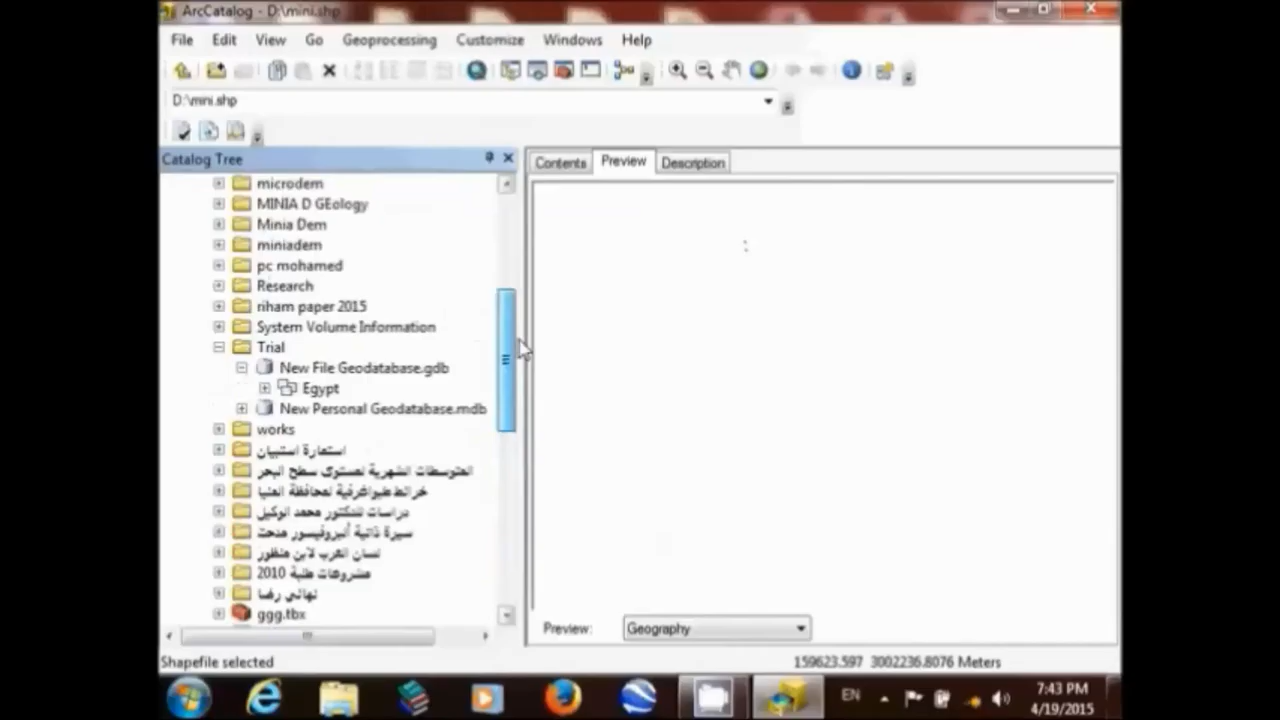 ArcCatalog - D:\mini.shp
File Edit View Go Geoprocessing Customize Windows Help
D:\mini.shp
Catalog Tree
Contents Preview Description
microdem
MINIA D GEology
Minia Dem
miniadem
pc mohamed
Research
riham paper 2015
System Volume Information
Trial
New File Geodatabase.gdb
Egypt
New Personal Geodatabase.mdb
works
استمارة استبيان
المتوسطات الشهرية لمستوى سطح البحر
خرائط طبوغرفية لمحافظة المنيا
دراسات للدكتور محمد الوكيل
سيرة ذاتية أ.بروفيسور مدحت
لسان العرب لابن منظور
مشروعات طلبة 2010
نهائى رضا
ggg.tbx
Preview: Geography
Shapefile selected
159623.597 3002236.8076 Meters
EN
7:43 PM
4/19/2015